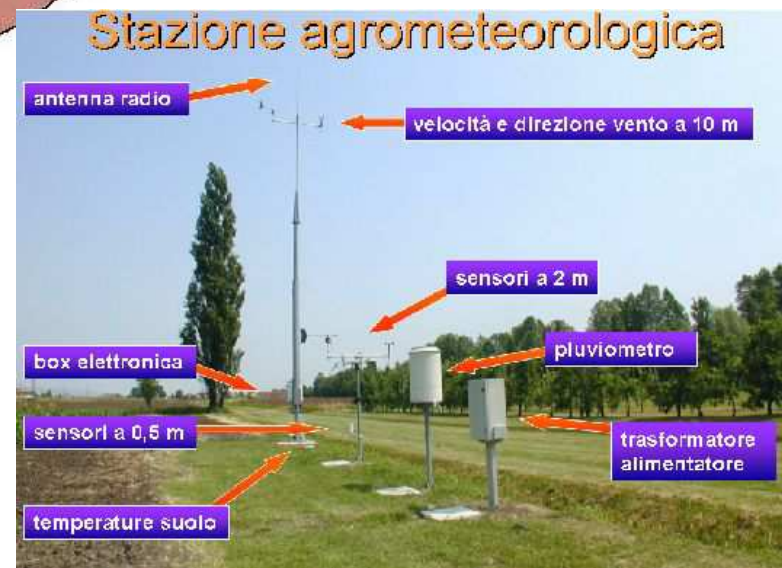 Stazione agrometeorologica
antenna radio
velocità e direzione vento a 10 m
sensori a 2 m
box elettronica
pluviometro
sensori a 0,5 m
trasformatore
alimentatore
temperature suolo